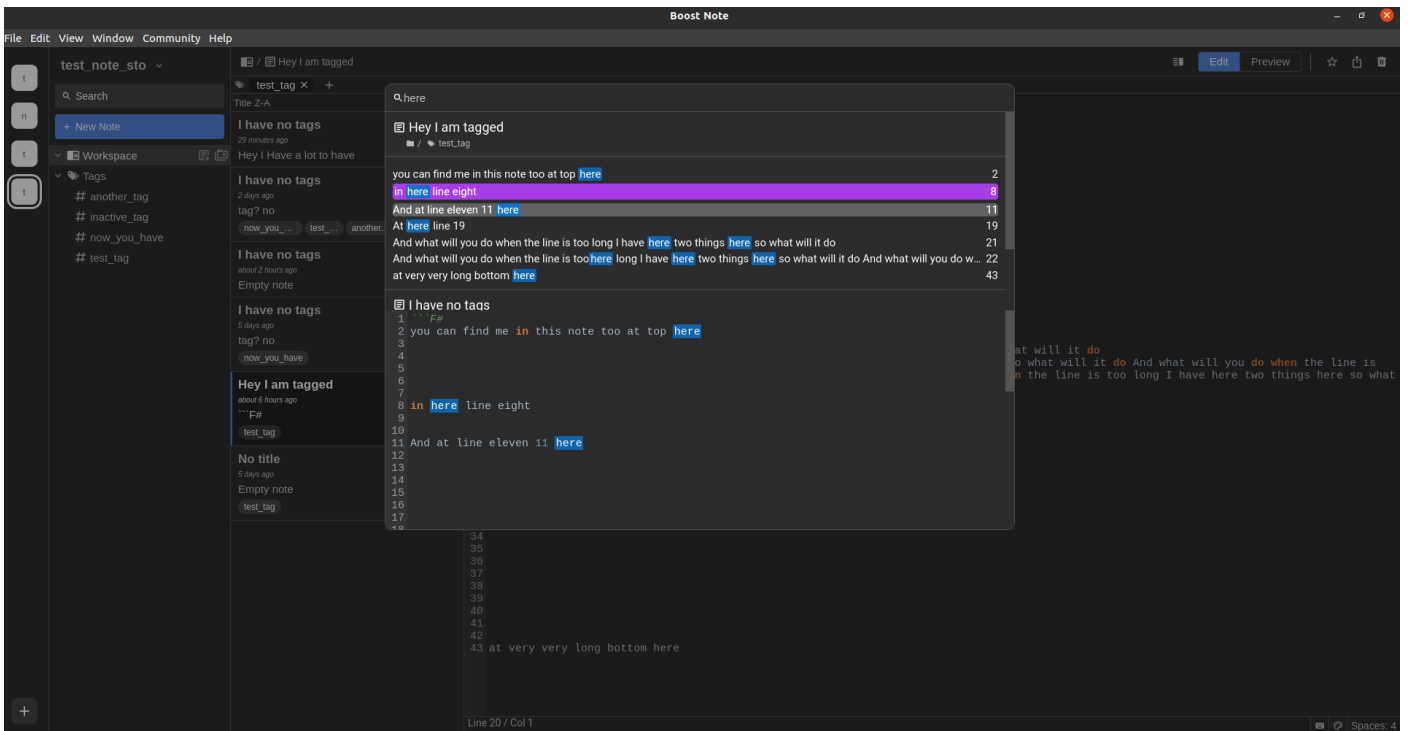 Boost Note
File Edit View Window Community Help
t
n
t
t
test_note_sto
Search
+ New Note
Workspace
Tags
# another_tag
# inactive_tag
# now_you_have
# test_tag
/ Hey I am tagged
Edit Preview
test_tag × +
Title Z-A
I have no tags
29 minutes ago
Hey I Have a lot to have
I have no tags
2 days ago
tag? no
now_you_... test_... another.
I have no tags
about 2 hours ago
Empty note
I have no tags
5 days ago
tag? no
now_you_have
Hey I am tagged
about 6 hours ago
```F#
test_tag
No title
5 days ago
Empty note
test_tag
here
Hey I am tagged
/ test_tag
you can find me in this note too at top here 2
in here line eight 8
And at line eleven 11 here 11
At here line 19 19
And what will you do when the line is too long I have here two things here so what will it do 21
And what will you do when the line is too here long I have here two things here so what will it do And what will you do w... 22
at very very long bottom here 43
I have no tags
1 ```F#
2 you can find me in this note too at top here
3
4
5
6
7
8 in here line eight
9
10
11 And at line eleven 11 here
12
13
14
15
16
17
18
at will it do
o what will it do And what will you do when the line is
n the line is too long I have here two things here so what
34
35
36
37
38
39
40
41
42
43 at very very long bottom here
+
Line 20 / Col 1
Spaces: 4